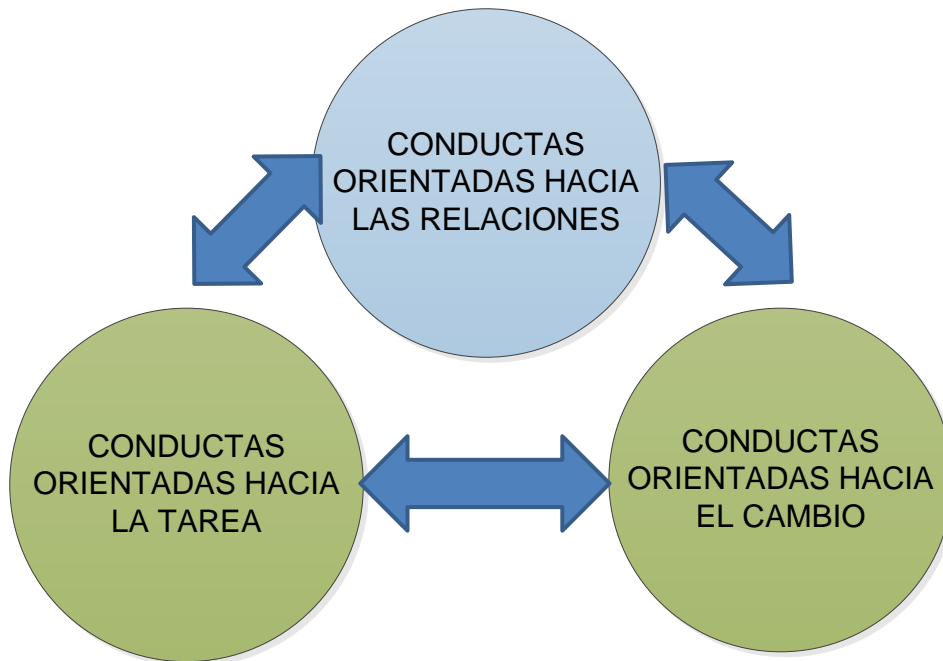 CONDUCTAS
ORIENTADAS HACIA
LAS RELACIONES
CONDUCTAS
ORIENTADAS HACIA
LA TAREA
CONDUCTAS
ORIENTADAS HACIA
EL CAMBIO